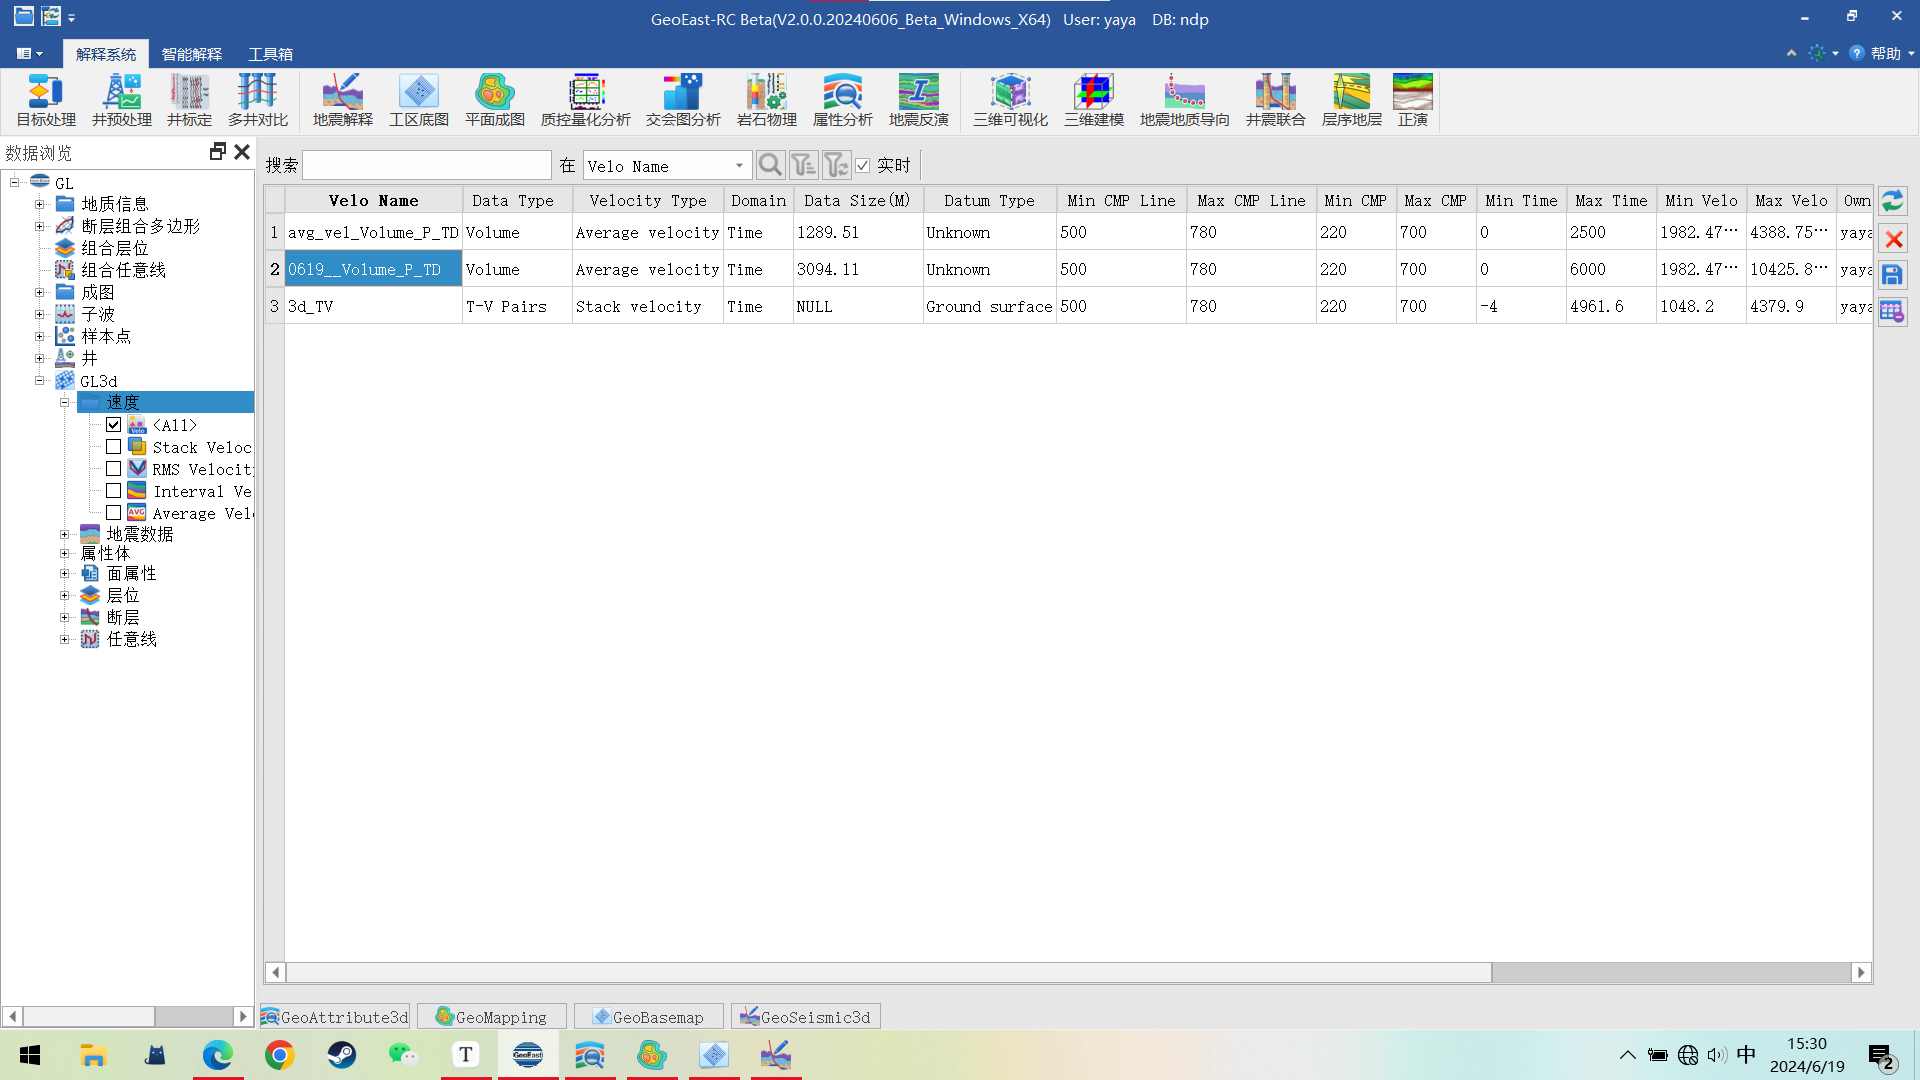 GeoEast-RC Beta(V2.0.0.20240606_Beta_Windows_X64) User: yaya DB: ndp
解释系统 智能解释 工具箱 帮助
目标处理 井预处理 井标定 多井对比 地震解释 工区底图 平面成图 质控量化分析 交会图分析 岩石物理 属性分析 地震反演 三维可视化 三维建模 地震地质导向 井震联合 层序地层 正演
数据浏览
GL
地质信息
断层组合多边形
组合层位
组合任意线
成图
子波
样本点
井
GL3d
速度
<All>
Stack Veloc
RMS Velocity
Interval Ve
Average Velo
地震数据
属性体
面属性
层位
断层
任意线
搜索 在 Velo Name 实时
Velo Name Data Type Velocity Type Domain Data Size(M) Datum Type Min CMP Line Max CMP Line Min CMP Max CMP Min Time Max Time Min Velo Max Velo Own
1 avg_vel_Volume_P_TD Volume Average velocity Time 1289.51 Unknown 500 780 220 700 0 2500 1982.47… 4388.75… yaya
2 0619__Volume_P_TD Volume Average velocity Time 3094.11 Unknown 500 780 220 700 0 6000 1982.47… 10425.8… yaya
3 3d_TV T-V Pairs Stack velocity Time NULL Ground surface 500 780 220 700 -4 4961.6 1048.2 4379.9 yaya
GeoAttribute3d GeoMapping GeoBasemap GeoSeismic3d
T GeoEast 中 15:30
2024/6/19 2